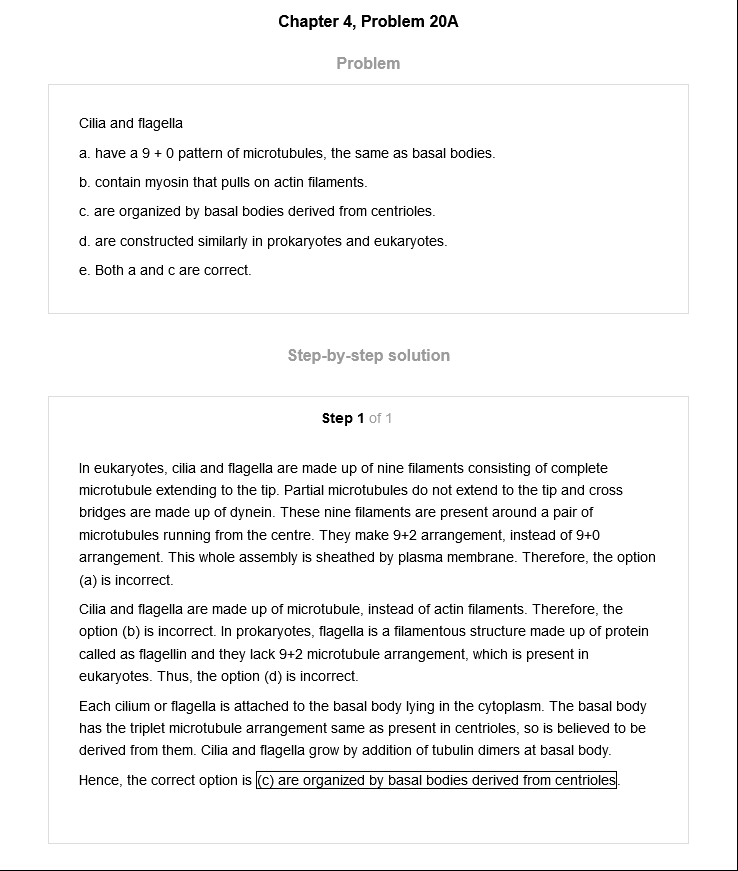 Chapter 4, Problem 20A
Problem
Cilia and flagella
a. have a 9 + 0 pattern of microtubules, the same as basal bodies.
b. contain myosin that pulls on actin filaments.
c. are organized by basal bodies derived from centrioles.
d. are constructed similarly in prokaryotes and eukaryotes.
e. Both a and c are correct.
Step-by-step solution
Step 1 of 1
In eukaryotes, cilia and flagella are made up of nine filaments consisting of complete
microtubule extending to the tip. Partial microtubules do not extend to the tip and cross
bridges are made up of dynein. These nine filaments are present around a pair of
microtubules running from the centre. They make 9+2 arrangement, instead of 9+0
arrangement. This whole assembly is sheathed by plasma membrane. Therefore, the option
(a) is incorrect.
Cilia and flagella are made up of microtubule, instead of actin filaments. Therefore, the
option (b) is incorrect. In prokaryotes, flagella is a filamentous structure made up of protein
called as flagellin and they lack 9+2 microtubule arrangement, which is present in
eukaryotes. Thus, the option (d) is incorrect.
Each cilium or flagella is attached to the basal body lying in the cytoplasm. The basal body
has the triplet microtubule arrangement same as present in centrioles, so is believed to be
derived from them. Cilia and flagella grow by addition of tubulin dimers at basal body.
Hence, the correct option is (c) are organized by basal bodies derived from centrioles.